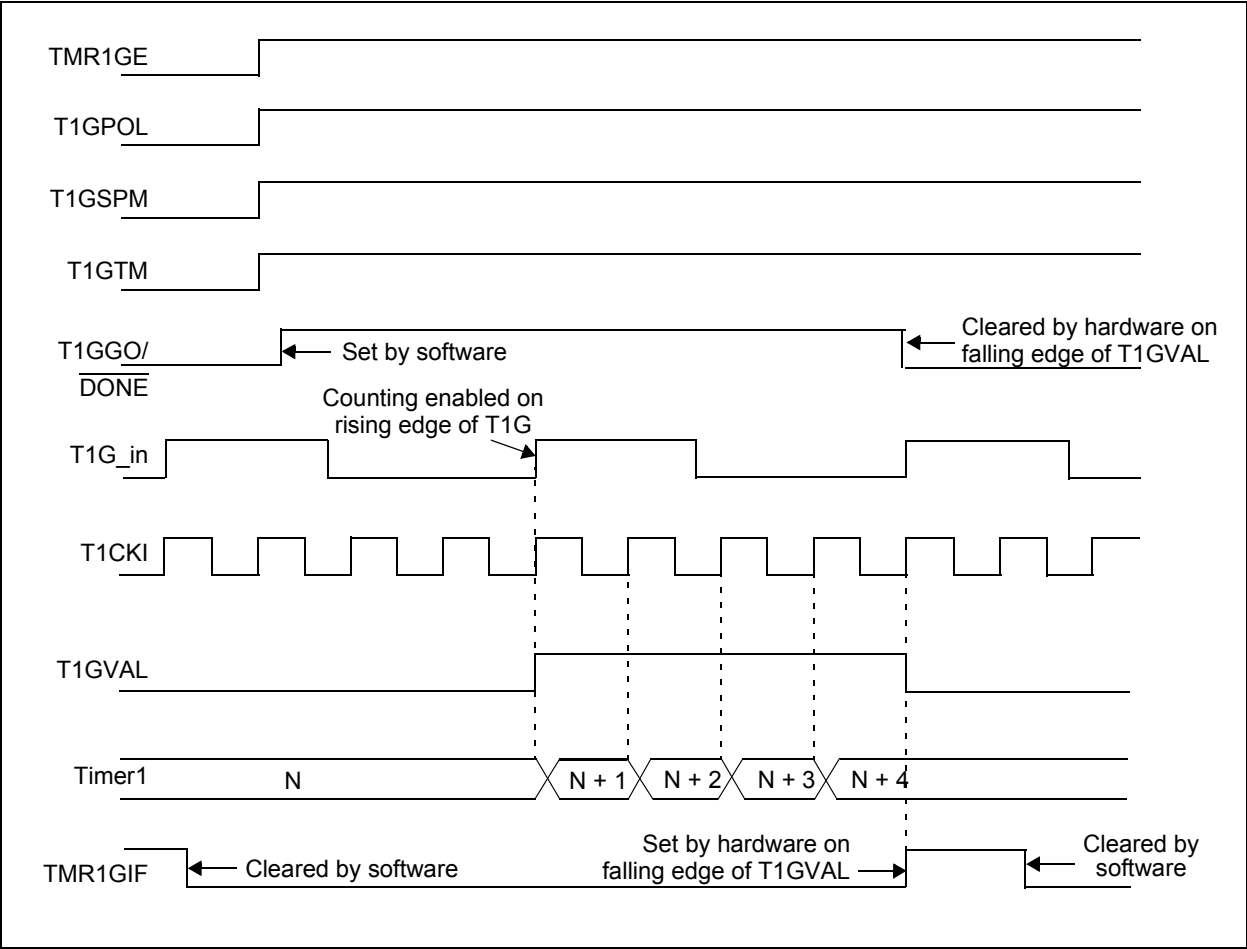 TMR1GE
T1GPOL
T1GSPM
T1GTM
T1GGO/
DONE
Set by software
Cleared by hardware on
falling edge of T1GVAL
Counting enabled on
rising edge of T1G
T1G_in
T1CKI
T1GVAL
Timer1
N
N + 1
N + 2
N + 3
N + 4
TMR1GIF
Cleared by software
Set by hardware on
falling edge of T1GVAL
Cleared by
software